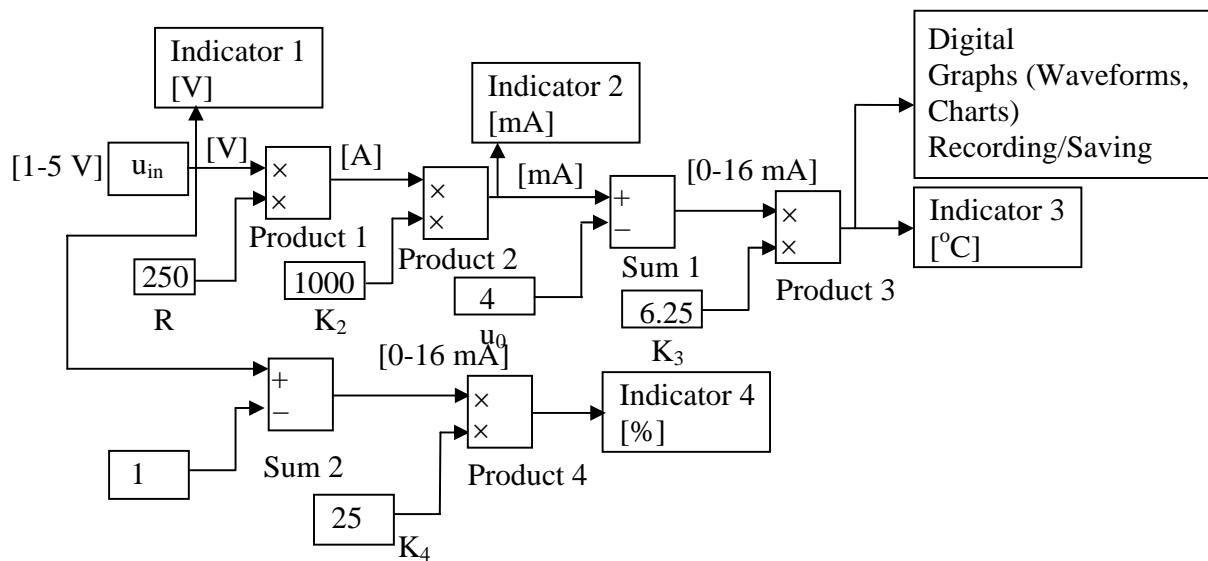 Indicator 1
[V]
Indicator 2
[mA]
Digital
Graphs (Waveforms,
Charts)
Recording/Saving
[1-5 V]
u_in
[V]
×
×
Product 1
[A]
×
×
Product 2
[mA]
+
−
Sum 1
[0-16 mA]
×
×
Product 3
Indicator 3
[°C]
250
R
1000
K₂
4
u₀
6.25
K₃
+
−
Sum 2
[0-16 mA]
×
×
Product 4
Indicator 4
[%]
1
25
K₄